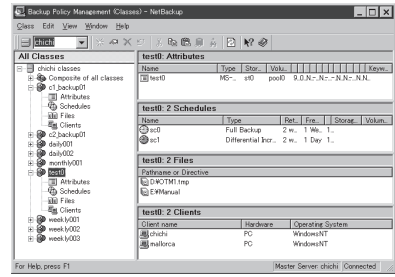 Backup Policy Management (Classes) - NetBackup
Class Edit View Window Help
chichi
All Classes
chichi classes
Composite of all classes
c1_backup01
Attributes
Schedules
Files
Clients
c2_backup01
daily001
daily002
monthly001
test0
Attributes
Schedules
Files
Clients
weekly001
weekly002
weekly003
test0: Attributes
Name Type Stor... Volu... Keyw...
test0 MS-... st0 pool0 9.0..N..-.N..-.-N..N..-N..N..
test0: 2 Schedules
Name Type Ret... Fre... Storag... Volum...
sc0 Full Backup 2 w... 1 We... 1...
sc1 Differential Incr... 2 w... 1 Day 1...
test0: 2 Files
Pathname or Directive
D:¥OTM1.tmp
E:¥Manual
test0: 2 Clients
Client name Hardware Operating System
chichi PC WindowsNT
mallorca PC WindowsNT
For Help, press F1
Master Server: chichi Connected